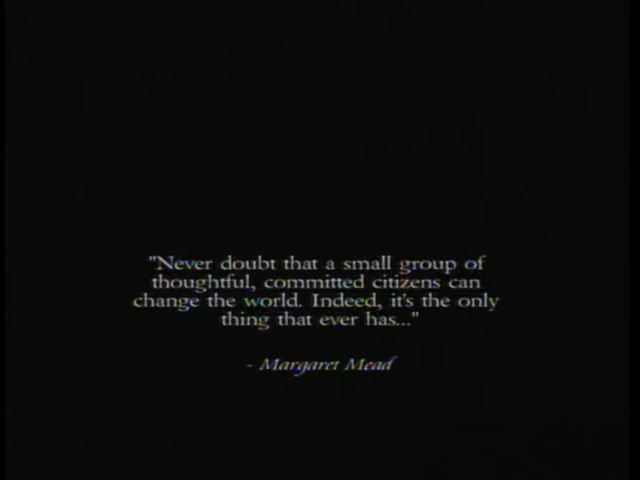 "Never doubt that a small group of
thoughtful, committed citizens can
change the world. Indeed, it's the only
thing that ever has..."
- Margaret Mead